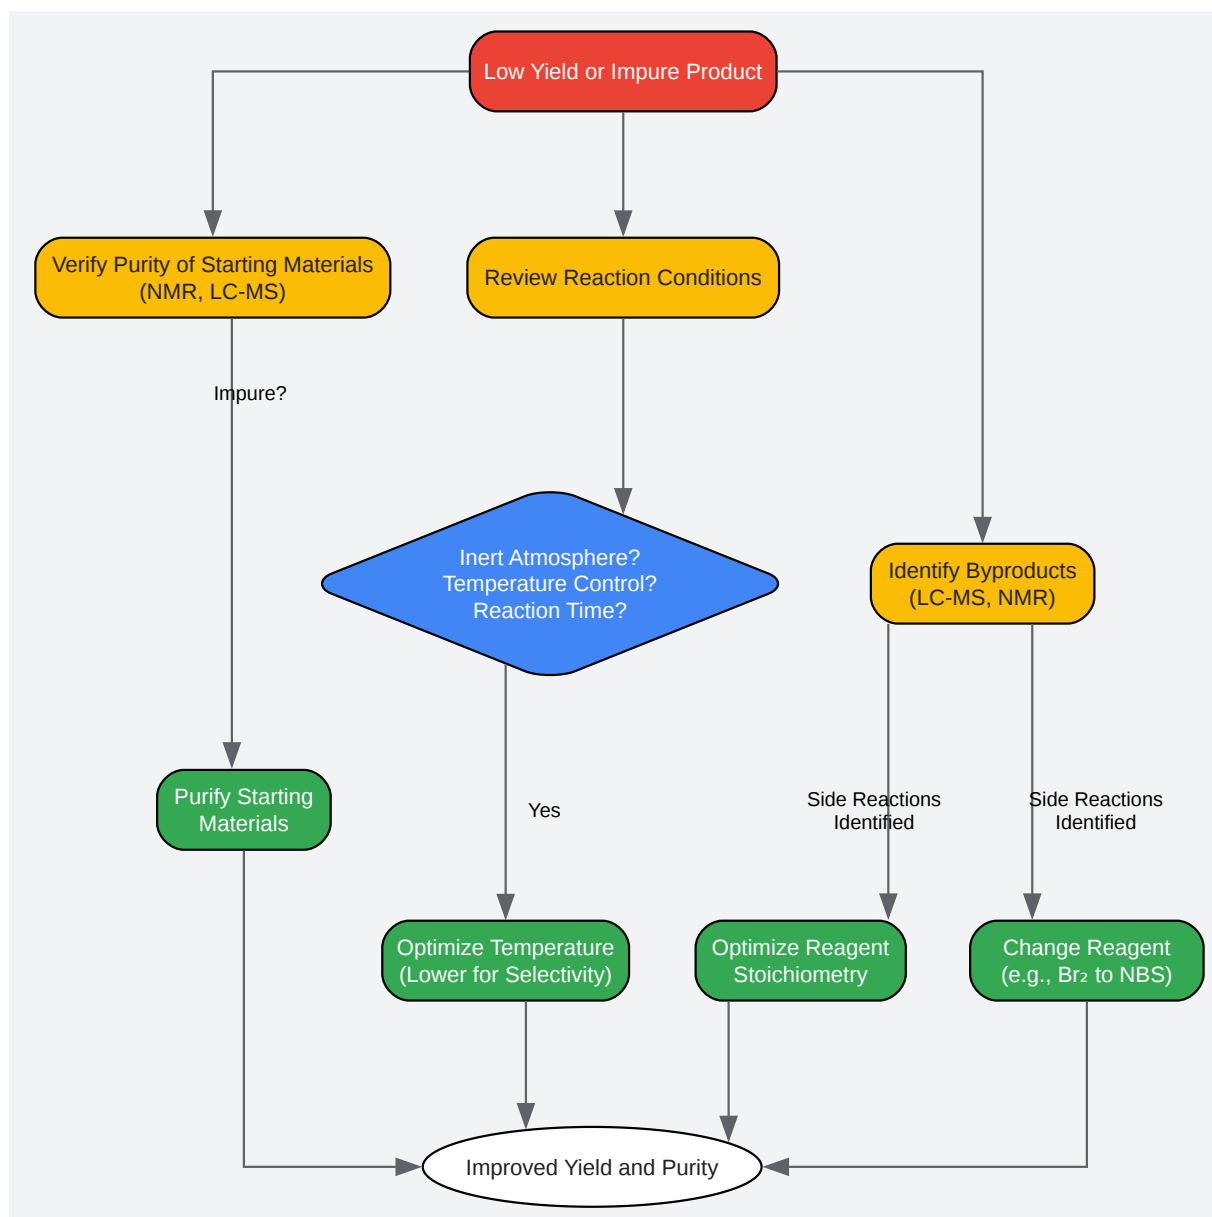 Low Yield or Impure Product
Verify Purity of Starting Materials
(NMR, LC-MS)
Review Reaction Conditions
Impure?
Inert Atmosphere?
Temperature Control?
Reaction Time?
Identify Byproducts
(LC-MS, NMR)
Purify Starting
Materials
Yes
Side Reactions
Identified
Side Reactions
Identified
Optimize Temperature
(Lower for Selectivity)
Optimize Reagent
Stoichiometry
Change Reagent
(e.g., Br₂ to NBS)
Improved Yield and Purity